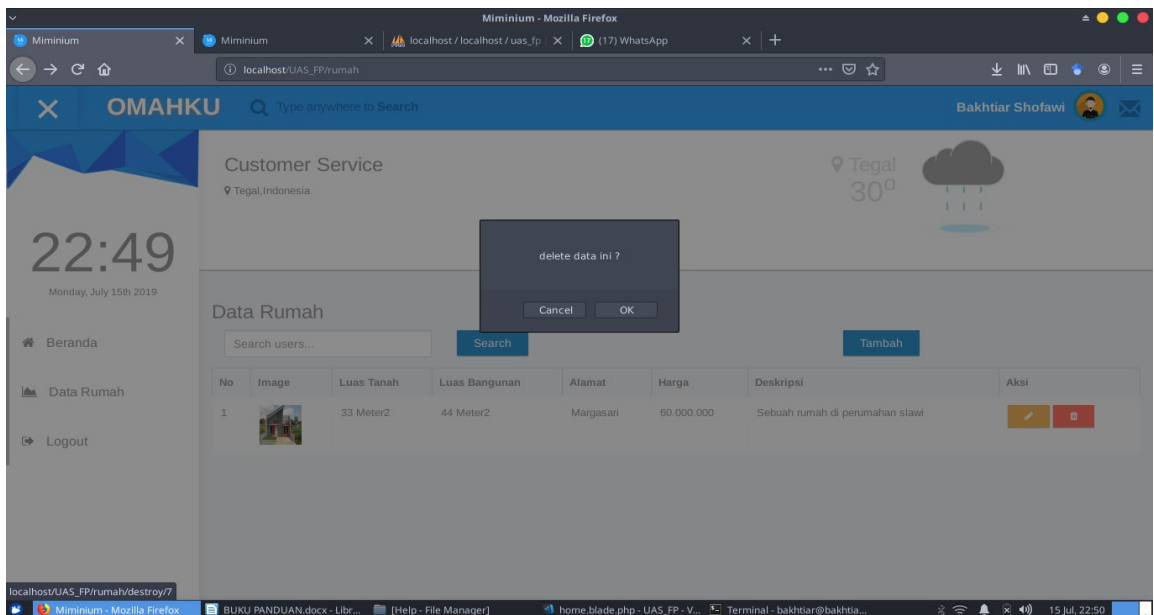 Miminium - Mozilla Firefox
Miminium
Miminium
localhost / localhost / uas_fp
(17) WhatsApp
localhost/UAS_FP/rumah
OMAHKU
Type anywhere to Search
Bakhtiar Shofawi
Customer Service
Tegal,Indonesia
Tegal
30°
22:49
Monday, July 15th 2019
delete data ini ?
Cancel OK
Beranda
Data Rumah
Logout
Data Rumah
Search users...
Search
Tambah
No Image Luas Tanah Luas Bangunan Alamat Harga Deskripsi Aksi
1 33 Meter2 44 Meter2 Margasari 60.000.000 Sebuah rumah di perumahan slawi
localhost/UAS_FP/rumah/destroy/7
Miminium - Mozilla Firefox BUKU PANDUAN.docx - Libr... [Help - File Manager] home.blade.php - UAS_FP - V... Terminal - bakhtiar@bakhtia... 15 Jul, 22:50